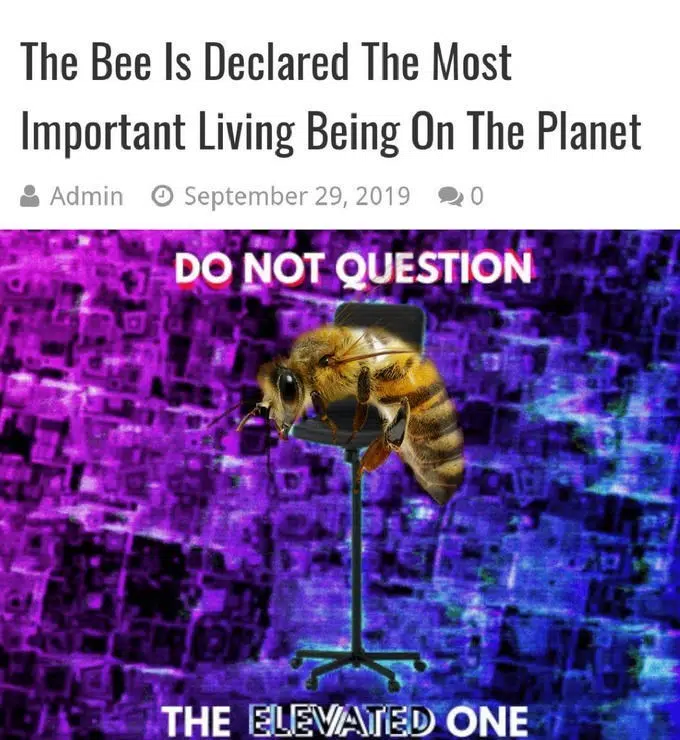 The Bee Is Declared The Most
Important Living Being On The Planet
Admin September 29, 2019 0
DO NOT QUESTION
THE ELEVATED ONE